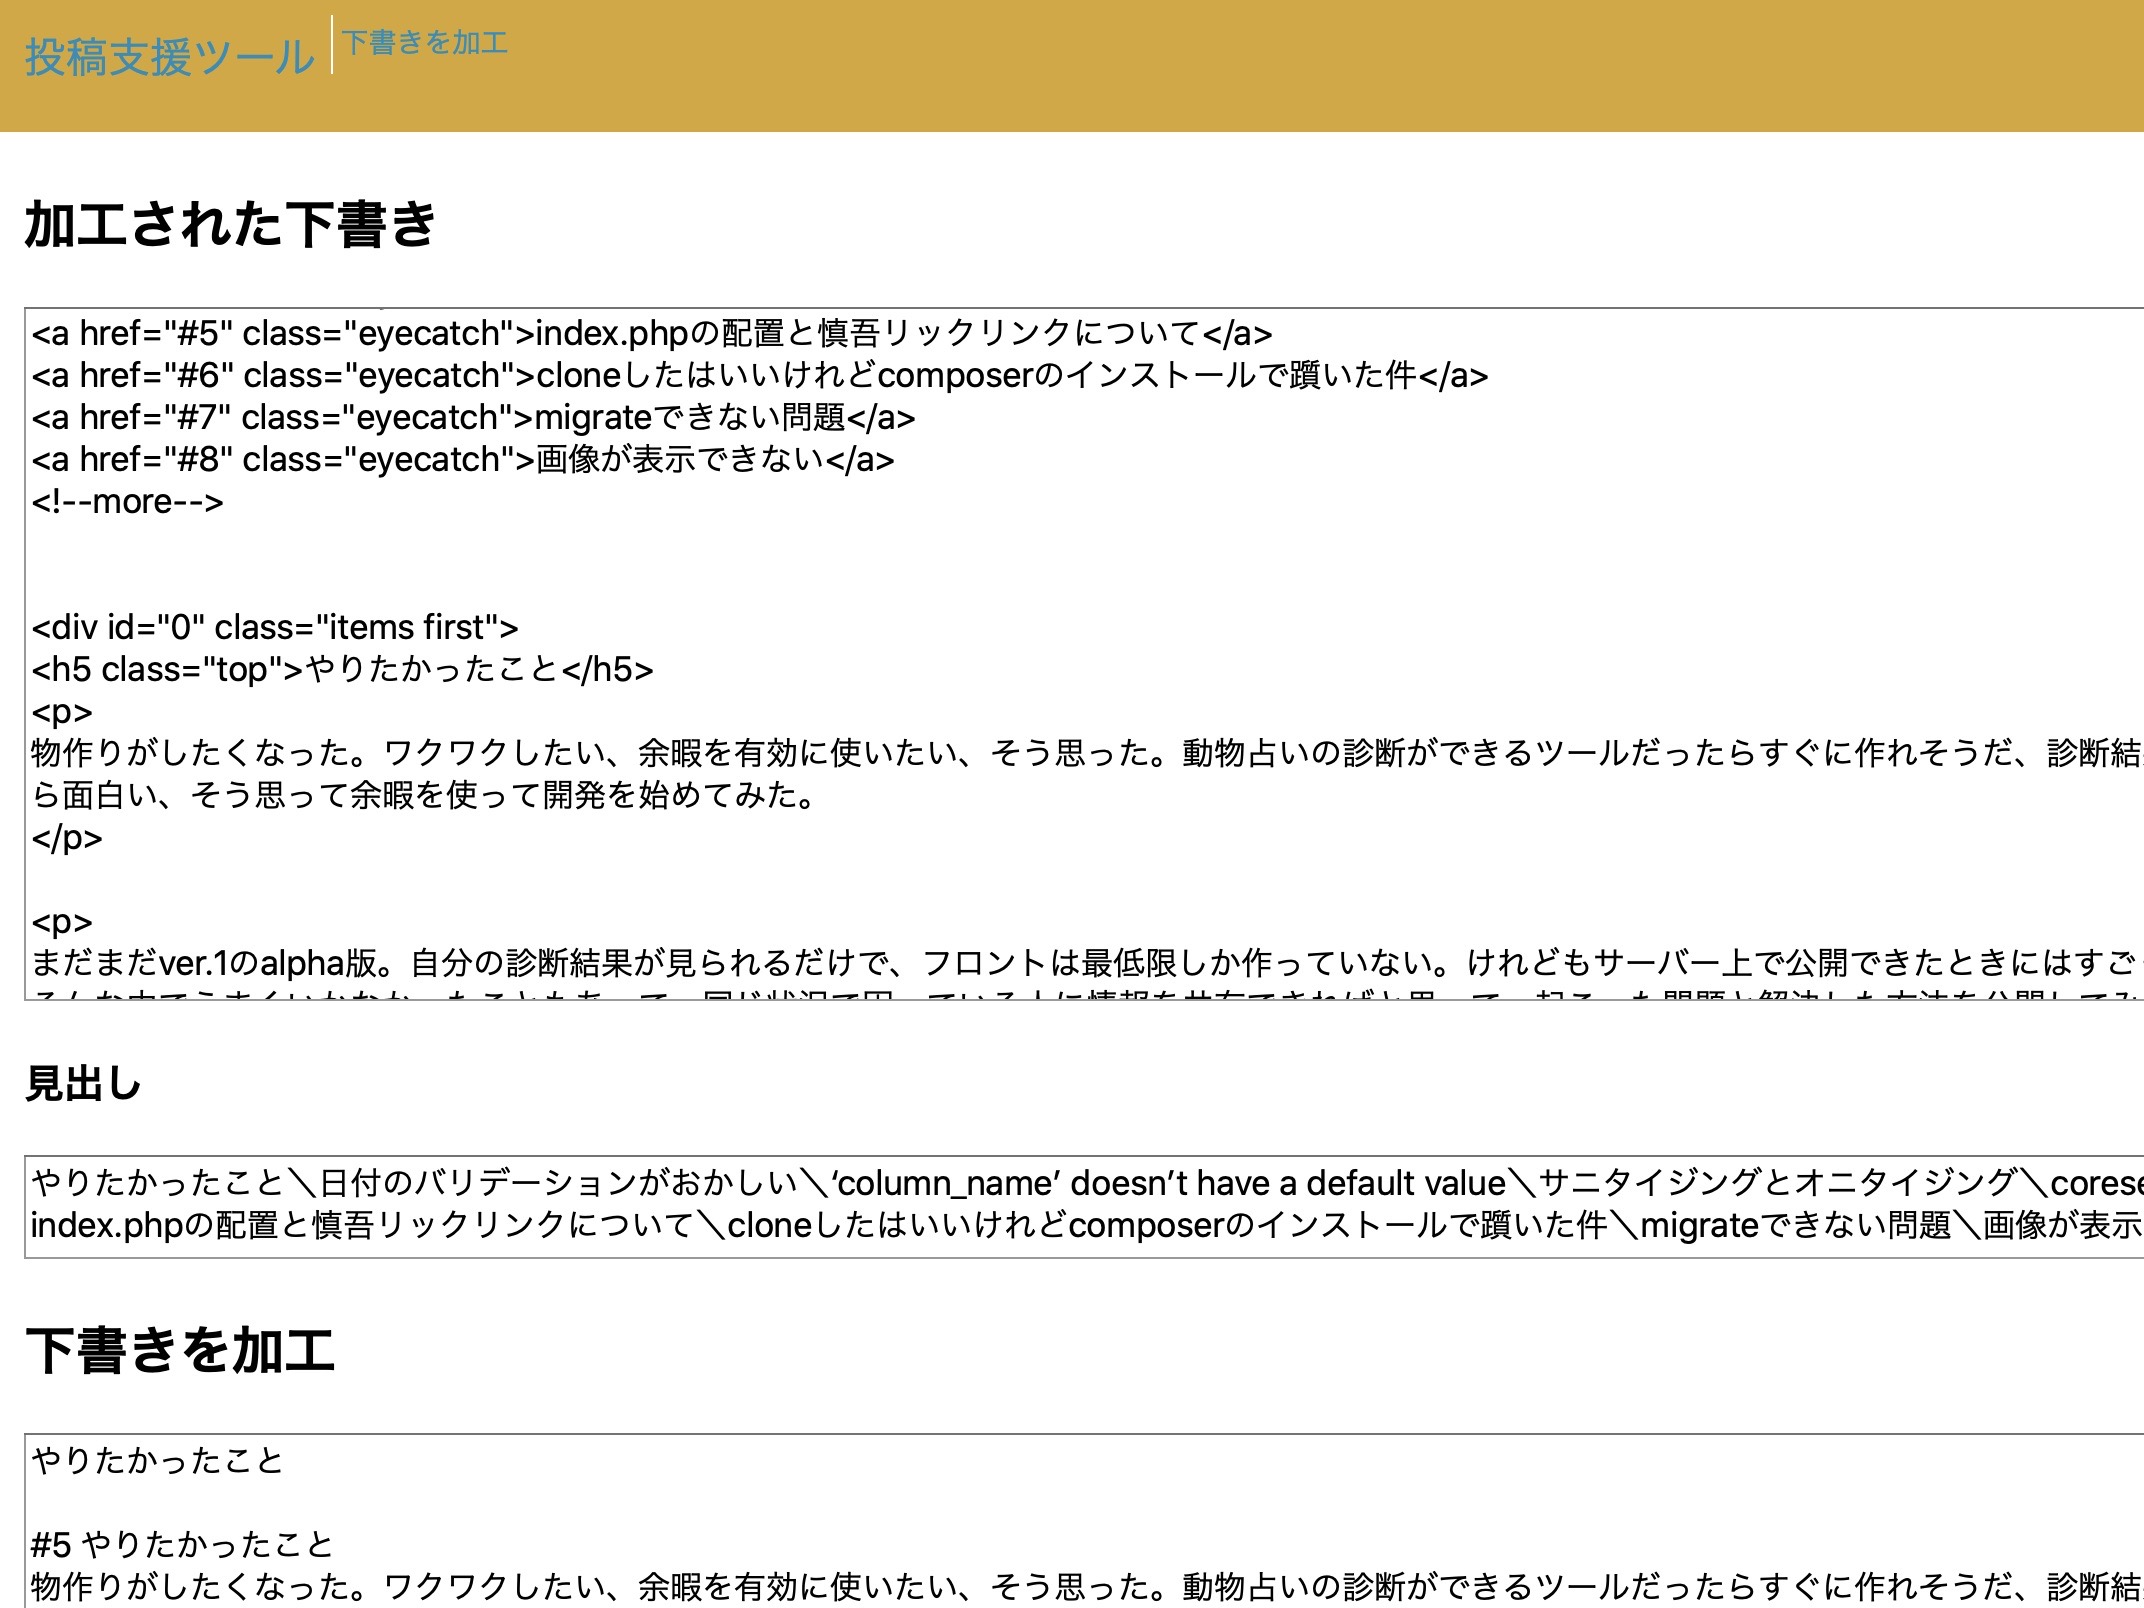 投稿支援ツール
下書きを加工
加工された下書き
<a href="#5" class="eyecatch">index.phpの配置と慎吾リックリンクについて</a>
<a href="#6" class="eyecatch">cloneしたはいいけれどcomposerのインストールで躓いた件</a>
<a href="#7" class="eyecatch">migrateできない問題</a>
<a href="#8" class="eyecatch">画像が表示できない</a>
<!--more-->
<div id="0" class="items first">
<h5 class="top">やりたかったこと</h5>
<p>
物作りがしたくなった。ワクワクしたい、余暇を有効に使いたい、そう思った。動物占いの診断ができるツールだったらすぐに作れそうだ、診断結
ら面白い、そう思って余暇を使って開発を始めてみた。
</p>
<p>
まだまだver.1のalpha版。自分の診断結果が見られるだけで、フロントは最低限しか作っていない。けれどもサーバー上で公開できたときにはすご
見出し
やりたかったこと＼日付のバリデーションがおかしい＼‘column_name’ doesn’t have a default value＼サニタイジングとオニタイジング＼corese
index.phpの配置と慎吾リックリンクについて＼cloneしたはいいけれどcomposerのインストールで躓いた件＼migrateできない問題＼画像が表示
下書きを加工
やりたかったこと
#5 やりたかったこと
物作りがしたくなった。ワクワクしたい、余暇を有効に使いたい、そう思った。動物占いの診断ができるツールだったらすぐに作れそうだ、診断結